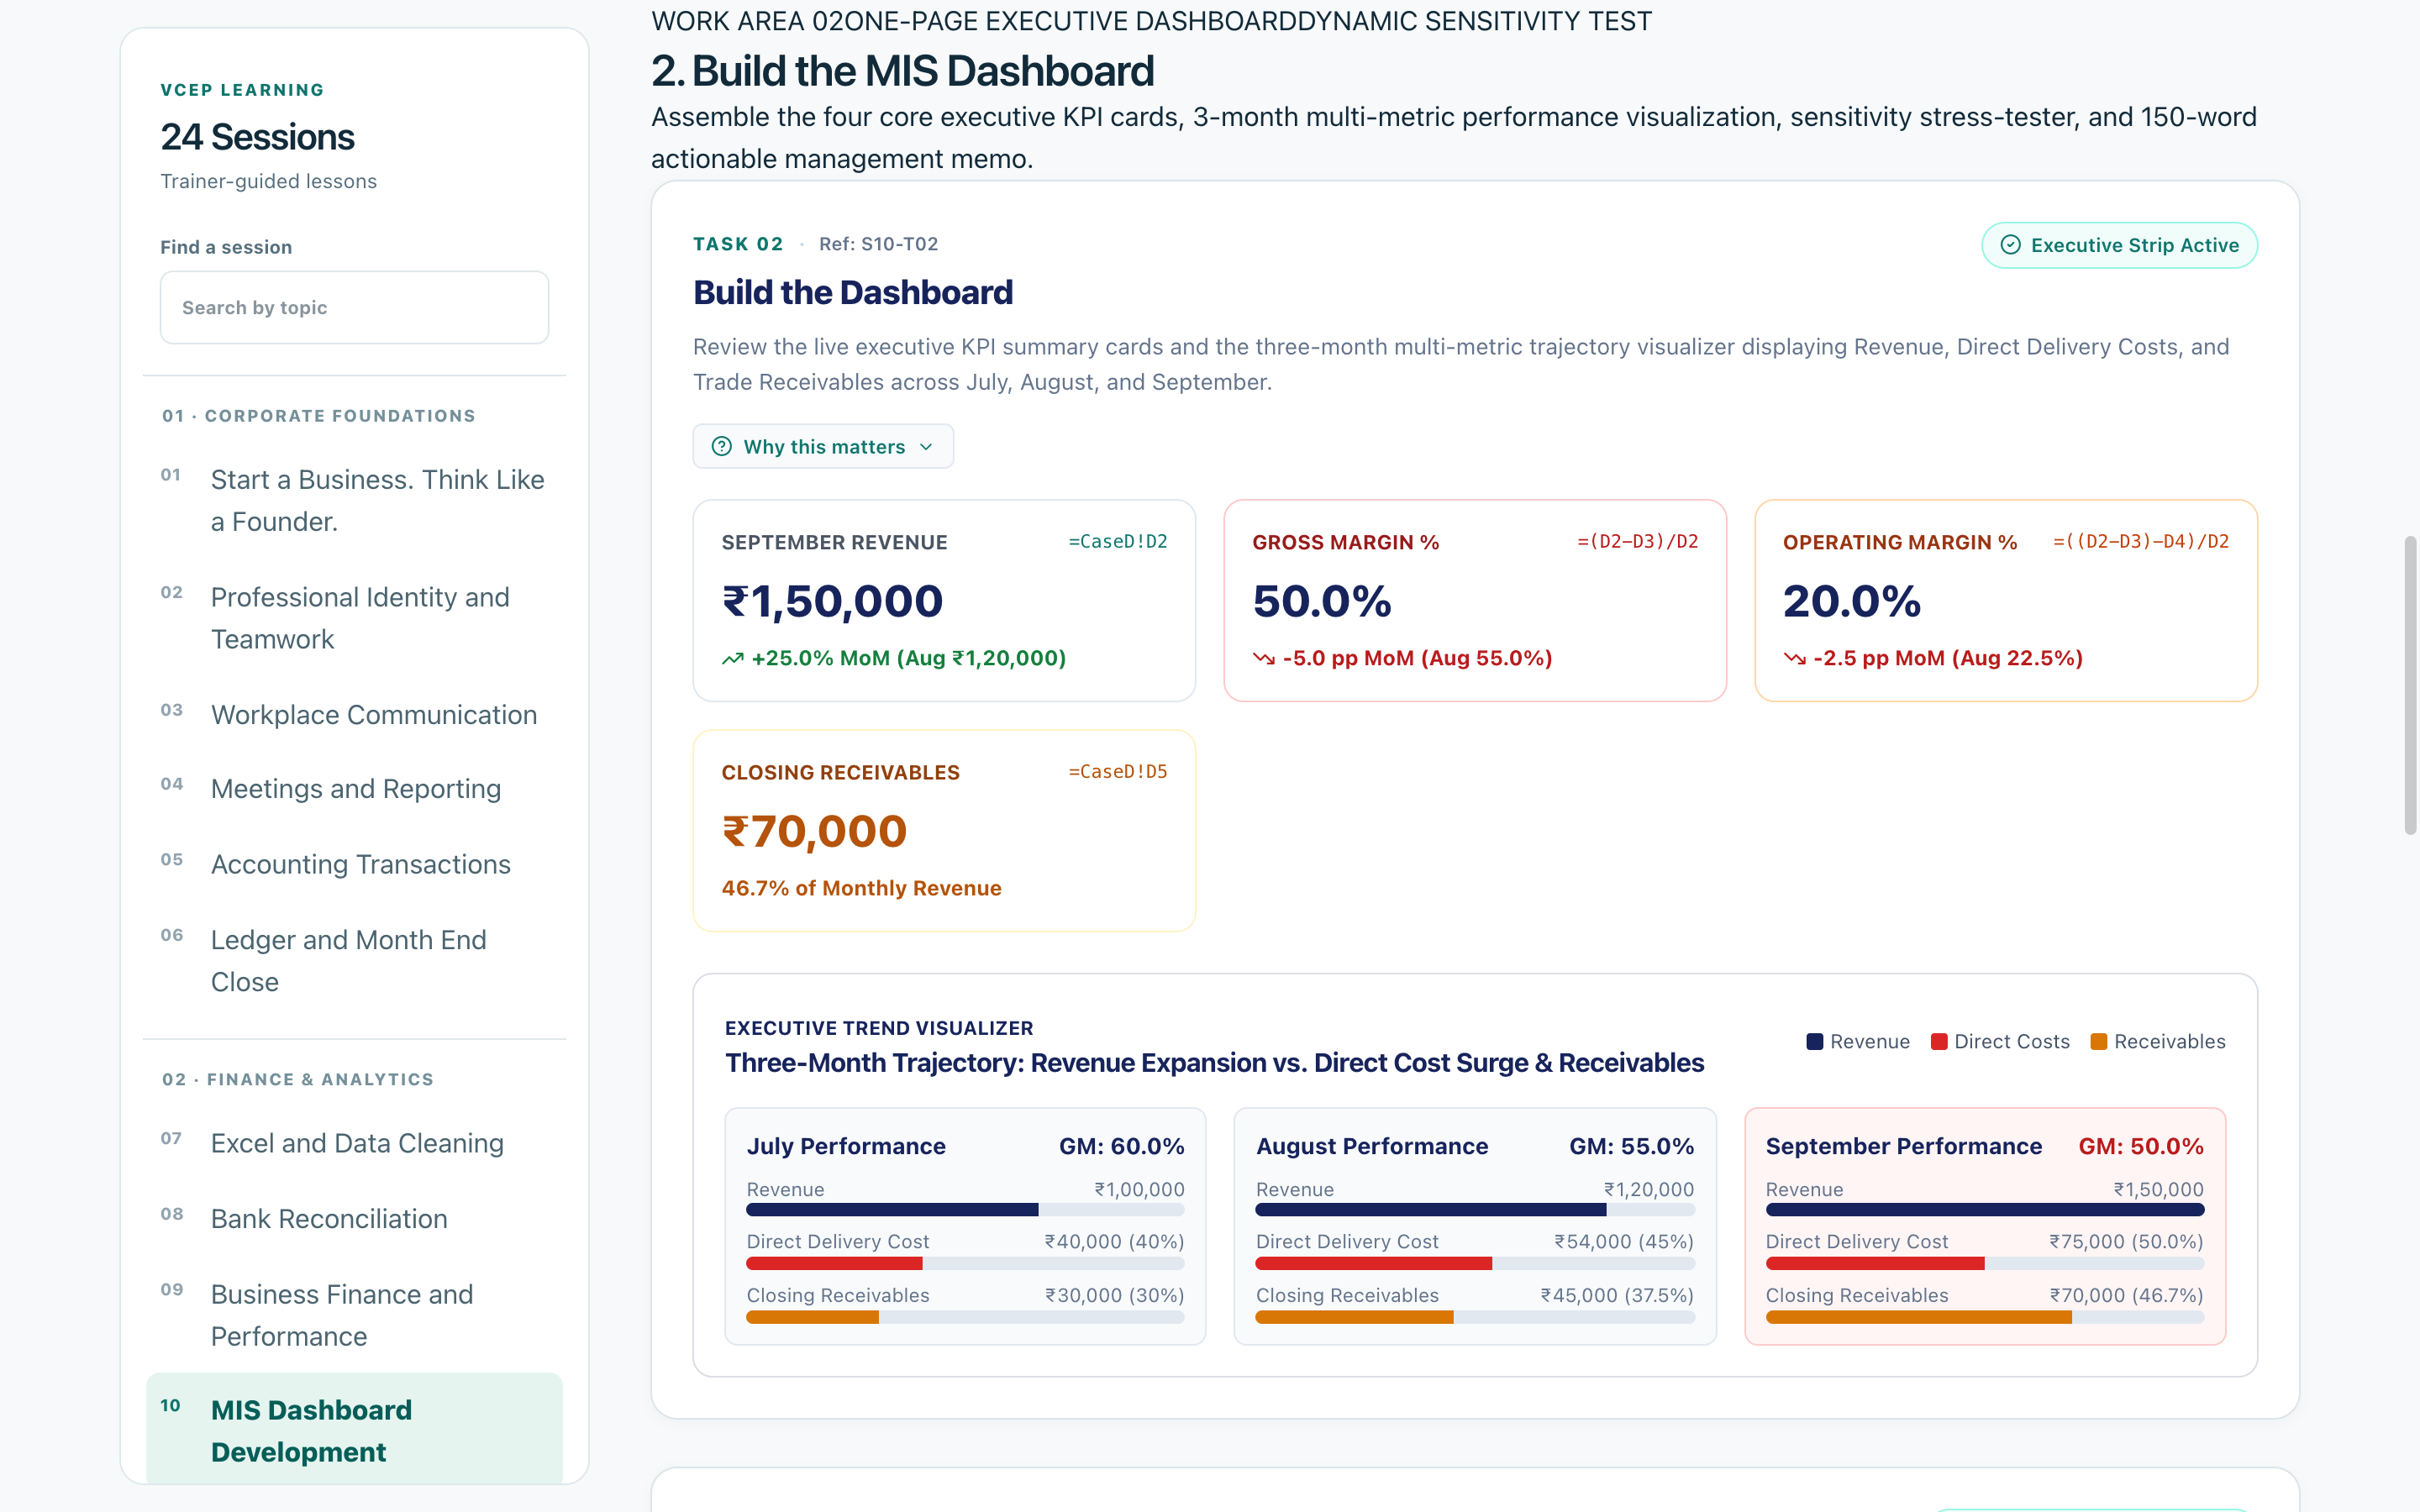 VCEP LEARNING
24 Sessions
Trainer-guided lessons
Find a session
Search by topic
01 · CORPORATE FOUNDATIONS
01 Start a Business. Think Like
a Founder.
02 Professional Identity and
Teamwork
03 Workplace Communication
04 Meetings and Reporting
05 Accounting Transactions
06 Ledger and Month End
Close
02 · FINANCE & ANALYTICS
07 Excel and Data Cleaning
08 Bank Reconciliation
09 Business Finance and
Performance
10 MIS Dashboard
Development
WORK AREA 02ONE-PAGE EXECUTIVE DASHBOARDDYNAMIC SENSITIVITY TEST
2. Build the MIS Dashboard
Assemble the four core executive KPI cards, 3-month multi-metric performance visualization, sensitivity stress-tester, and 150-word
actionable management memo.
TASK 02 · Ref: S10-T02
Executive Strip Active
Build the Dashboard
Review the live executive KPI summary cards and the three-month multi-metric trajectory visualizer displaying Revenue, Direct Delivery Costs, and
Trade Receivables across July, August, and September.
Why this matters
SEPTEMBER REVENUE =CaseD!D2
₹1,50,000
+25.0% MoM (Aug ₹1,20,000)
GROSS MARGIN % =(D2−D3)/D2
50.0%
-5.0 pp MoM (Aug 55.0%)
OPERATING MARGIN % =((D2−D3)−D4)/D2
20.0%
-2.5 pp MoM (Aug 22.5%)
CLOSING RECEIVABLES =CaseD!D5
₹70,000
46.7% of Monthly Revenue
EXECUTIVE TREND VISUALIZER
Three-Month Trajectory: Revenue Expansion vs. Direct Cost Surge & Receivables
Revenue Direct Costs Receivables
July Performance GM: 60.0%
Revenue ₹1,00,000
Direct Delivery Cost ₹40,000 (40%)
Closing Receivables ₹30,000 (30%)
August Performance GM: 55.0%
Revenue ₹1,20,000
Direct Delivery Cost ₹54,000 (45%)
Closing Receivables ₹45,000 (37.5%)
September Performance GM: 50.0%
Revenue ₹1,50,000
Direct Delivery Cost ₹75,000 (50.0%)
Closing Receivables ₹70,000 (46.7%)